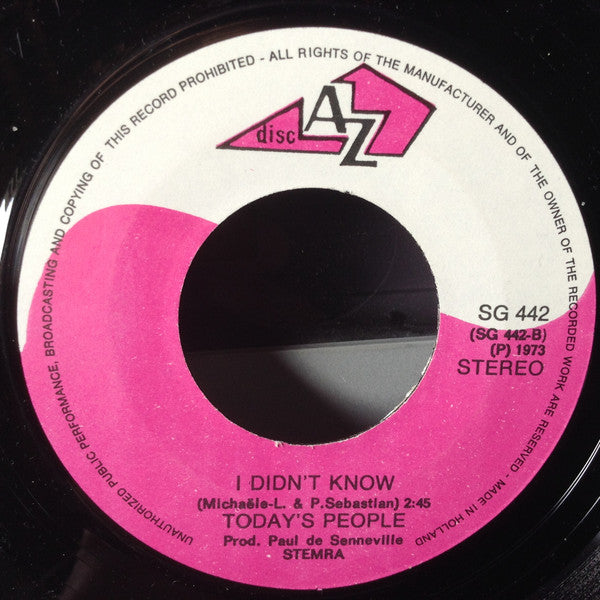 UNAUTHORIZED PUBLIC PERFORMANCE, BROADCASTING AND COPYING OF THIS RECORD PROHIBITED - ALL RIGHTS OF THE MANUFACTURER AND OF THE OWNER OF THE RECORDED WORK ARE RESERVED - MADE IN HOLLAND
disc AZ
SG 442
(SG 442-B)
(P) 1973
STEREO
I DIDN'T KNOW
(Michaële-L. & P.Sebastian) 2:45
TODAY'S PEOPLE
Prod. Paul de Senneville
STEMRA